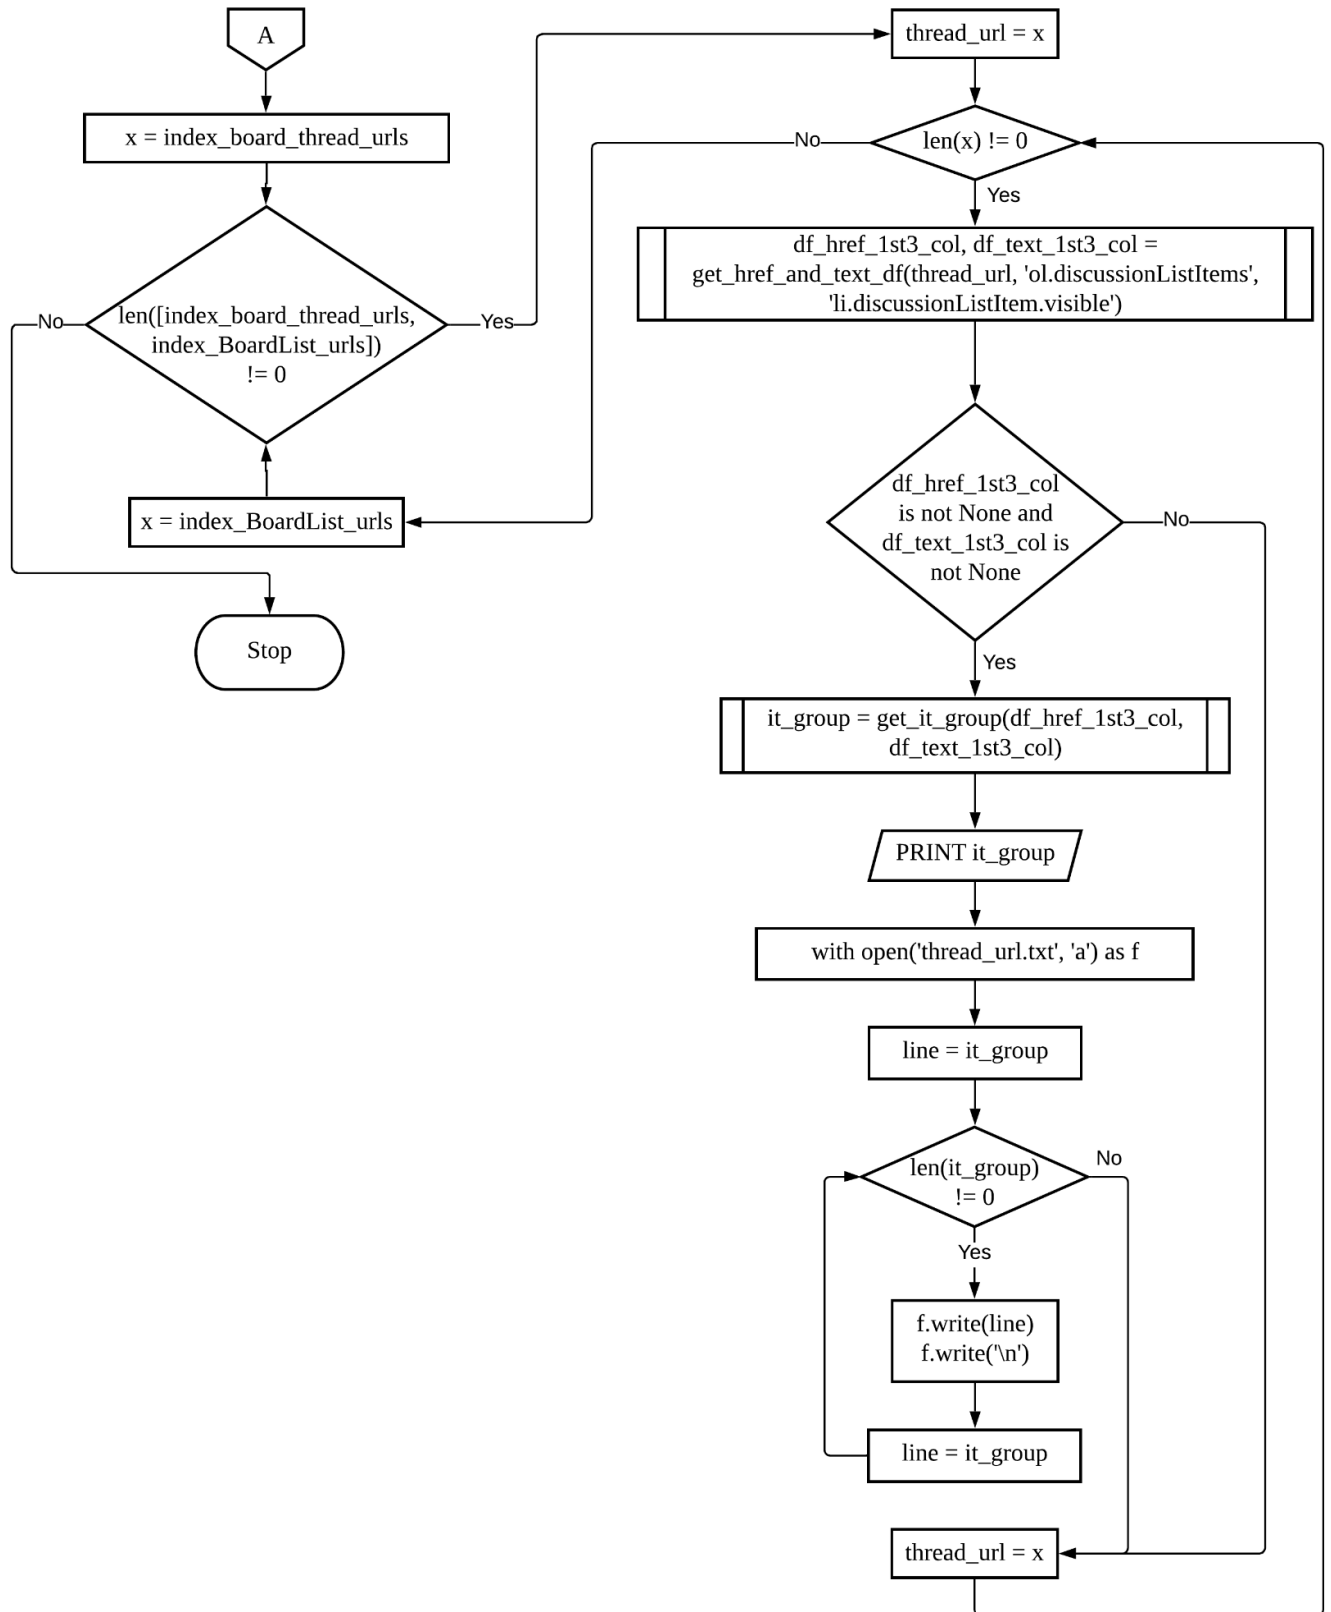 A
x = index_board_thread_urls
len([index_board_thread_urls,
index_BoardList_urls])
!= 0
No
Yes
x = index_BoardList_urls
Stop
thread_url = x
len(x) != 0
No
Yes
df_href_1st3_col, df_text_1st3_col =
get_href_and_text_df(thread_url, 'ol.discussionListItems',
'li.discussionListItem.visible')
df_href_1st3_col
is not None and
df_text_1st3_col is
not None
No
Yes
it_group = get_it_group(df_href_1st3_col,
df_text_1st3_col)
PRINT it_group
with open('thread_url.txt', 'a') as f
line = it_group
len(it_group)
!= 0
No
Yes
f.write(line)
f.write('\n')
line = it_group
thread_url = x